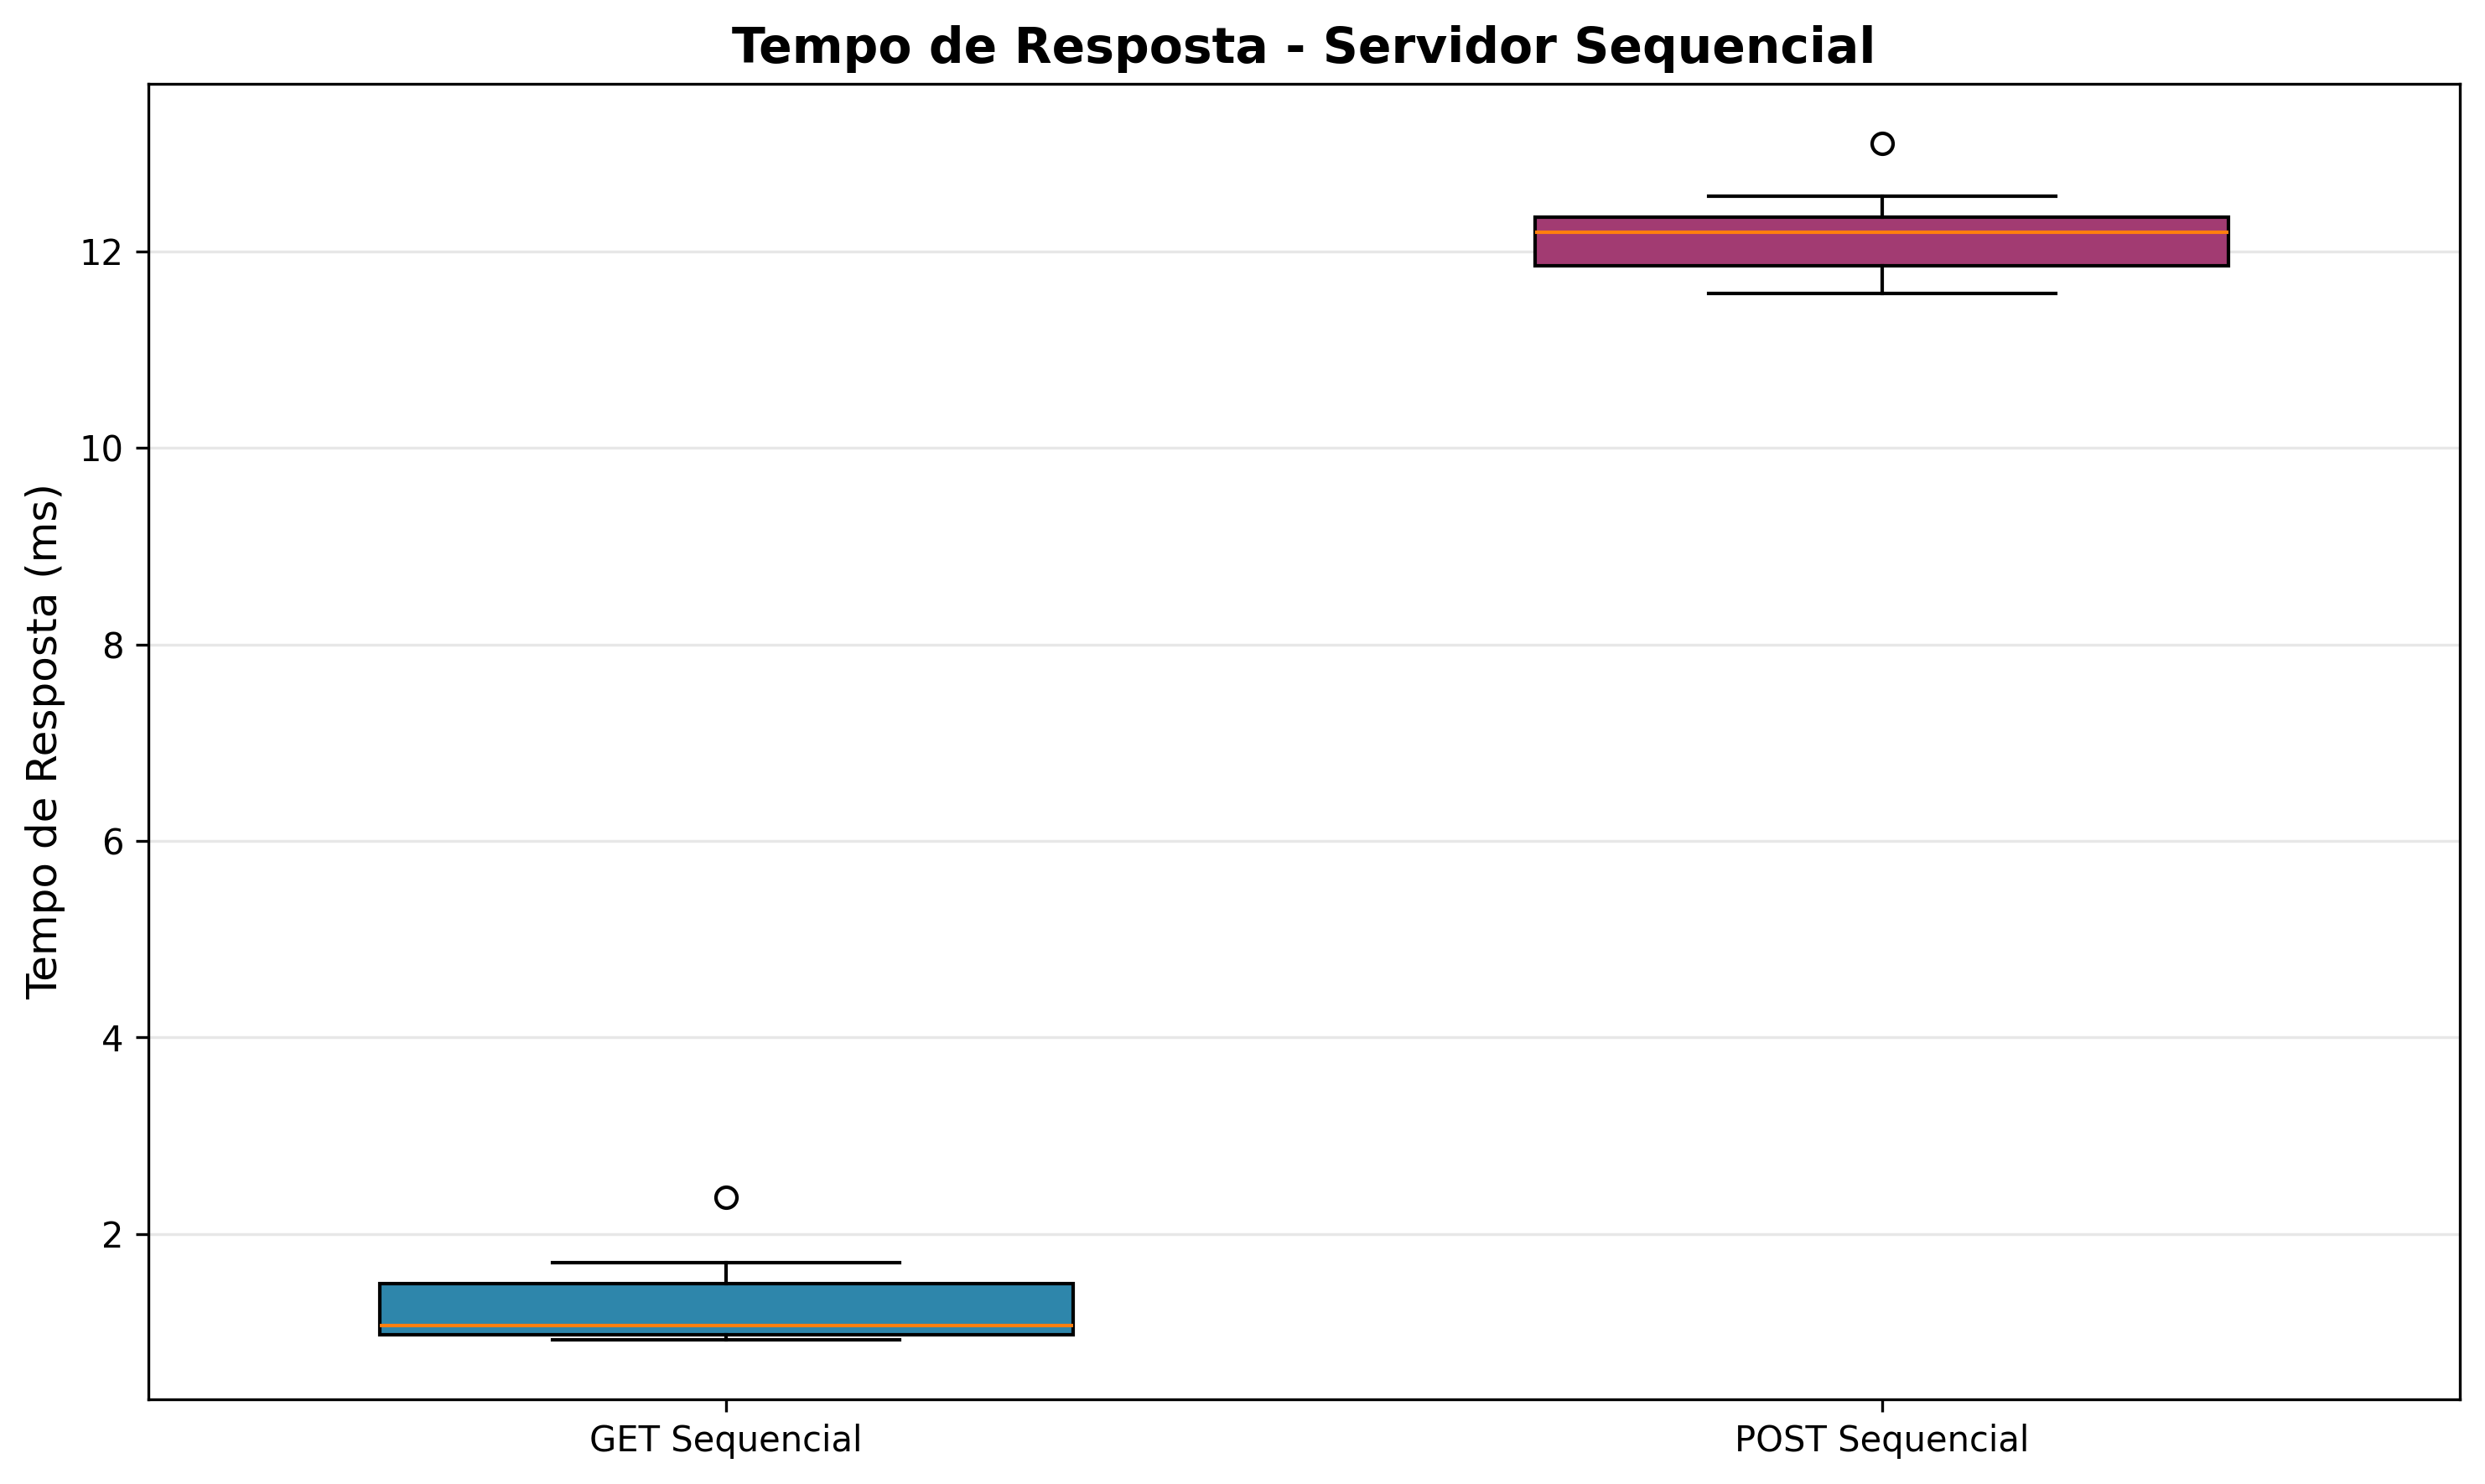 Tempo de Resposta - Servidor Sequencial
Tempo de Resposta (ms)
12
10
8
6
4
2
GET Sequencial
POST Sequencial